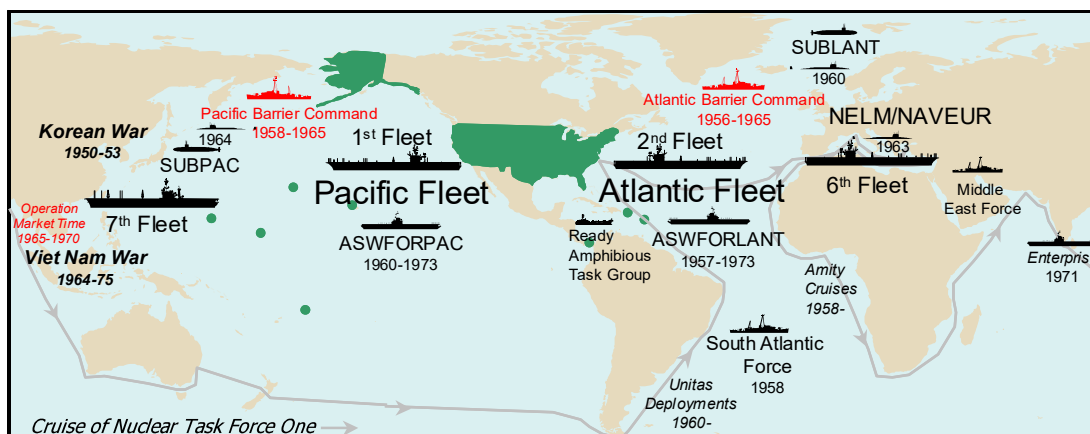 SUBLANT
1960
Pacific Barrier Command
1958-1965
Atlantic Barrier Command
1956-1965
Korean War
1950-53
1964
SUBPAC
1st Fleet
2nd Fleet
NELM/NAVEUR
1963
Pacific Fleet
Atlantic Fleet
6th Fleet
Middle
East Force
Operation
Market Time
1965-1970
7th Fleet
Viet Nam War
1964-75
ASWFORPAC
1960-1973
Ready
Amphibious
Task Group
ASWFORLANT
1957-1973
Amity
Cruises
1958-
Enterpris
1971
South Atlantic
Force
1958
Unitas
Deployments
1960-
Cruise of Nuclear Task Force One